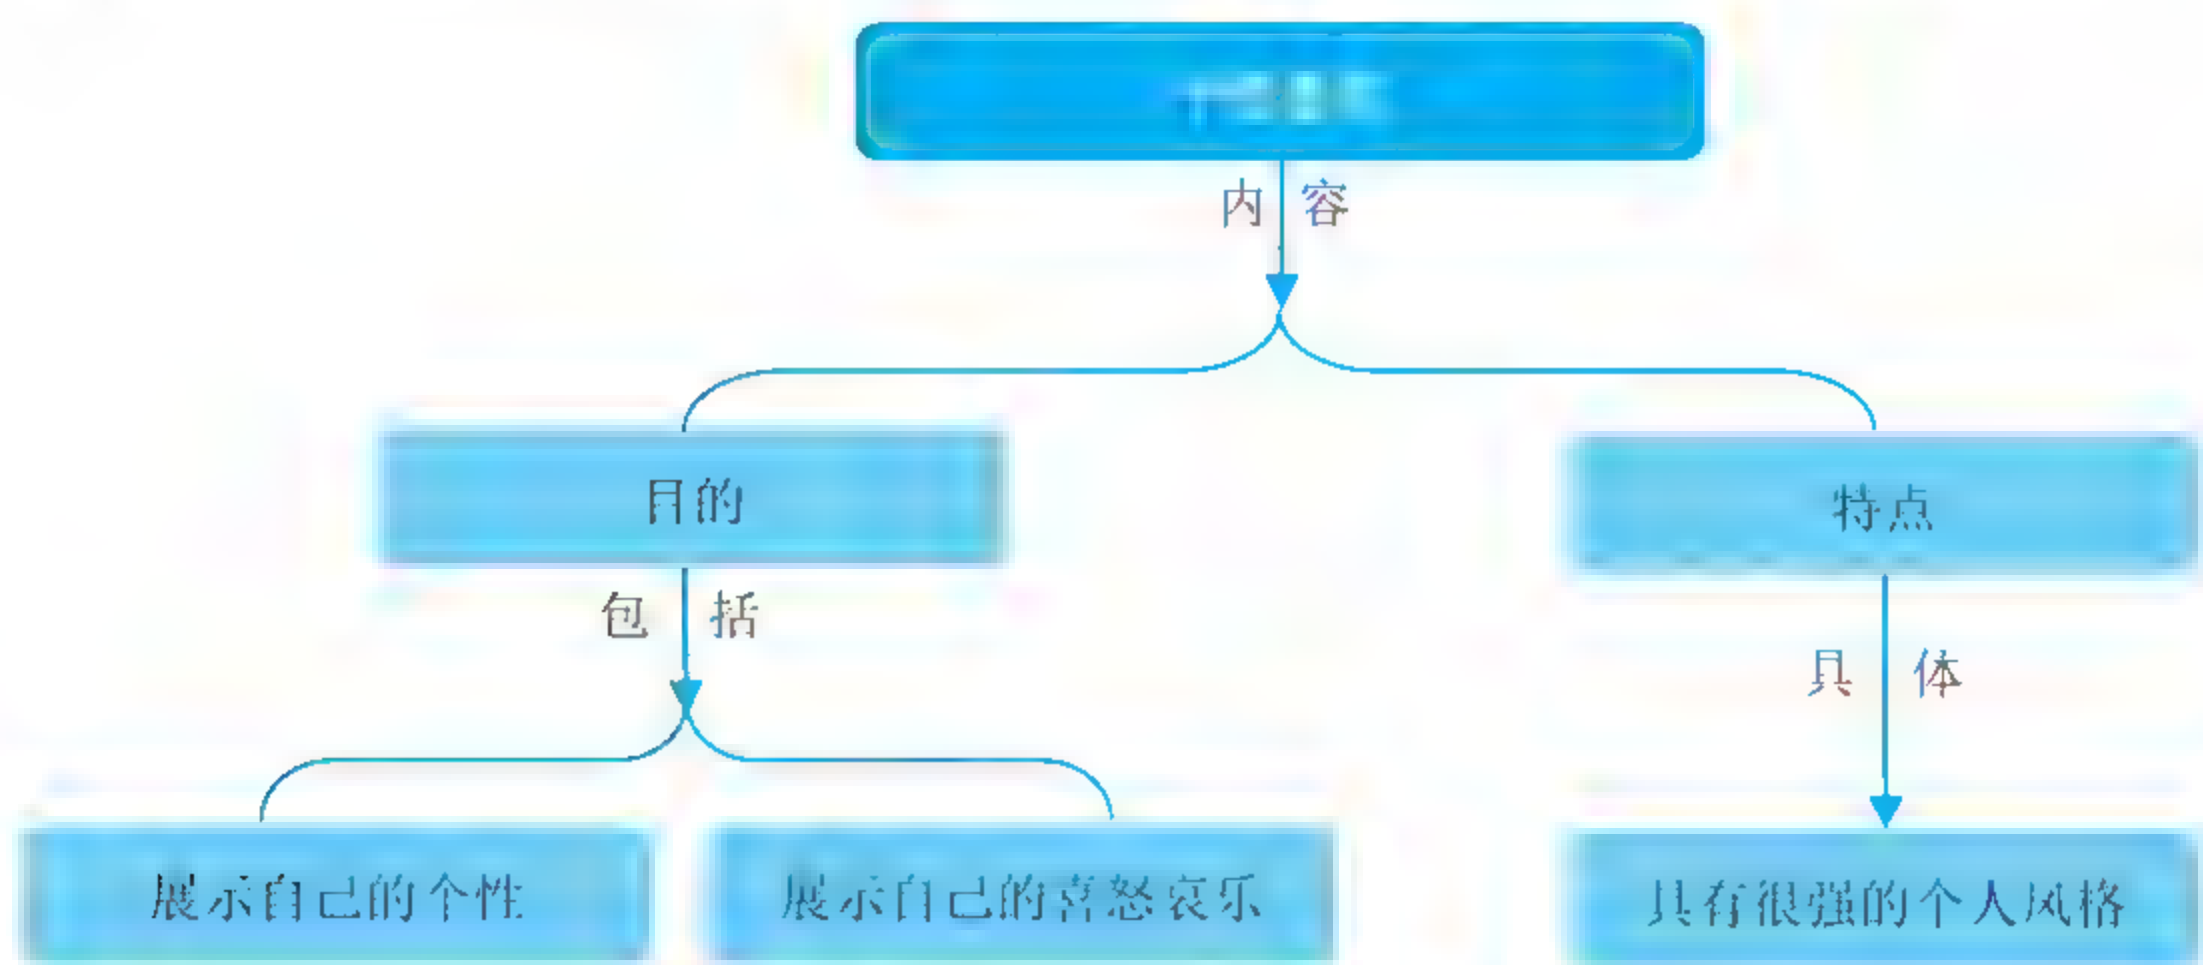 内容
目的
特点
包括
具体
展示自己的个性
展示自己的喜怒哀乐
具有很强的个人风格